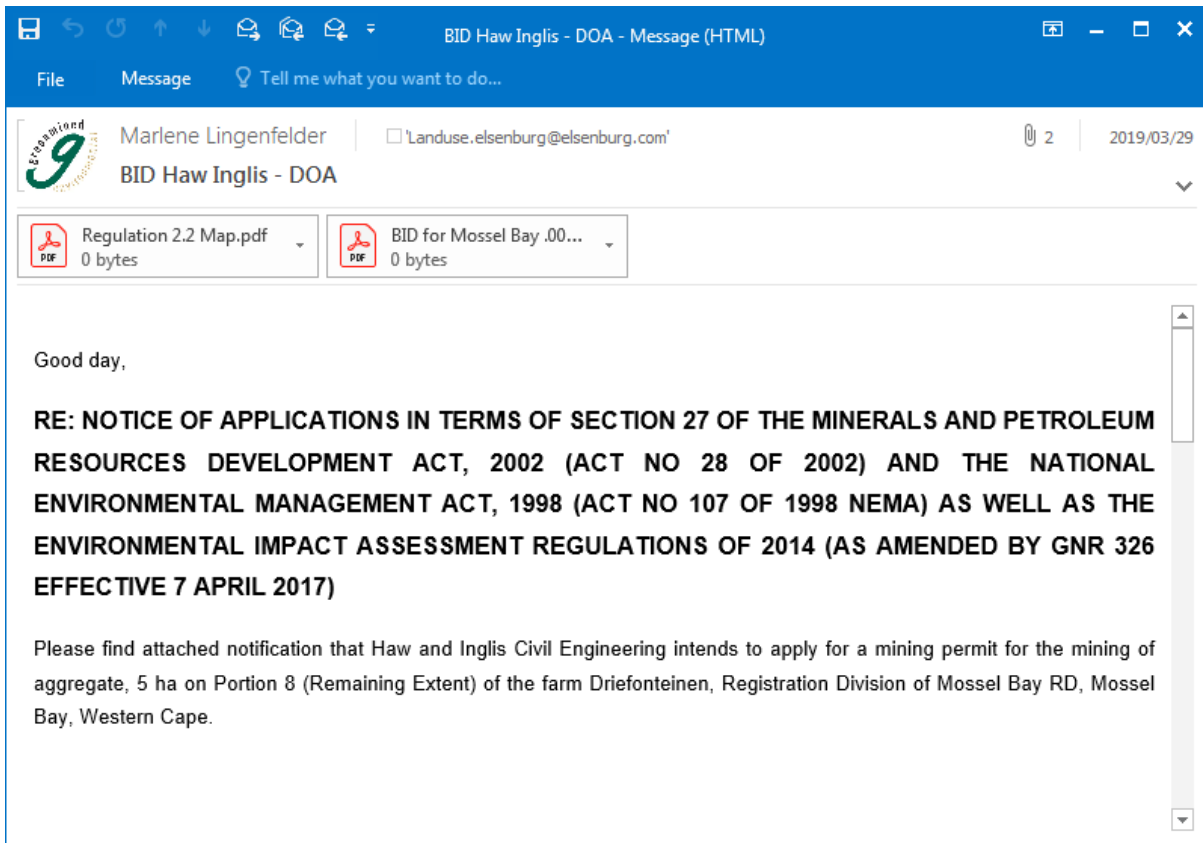 BID Haw Inglis - DOA - Message (HTML)
File Message Tell me what you want to do...
Marlene Lingenfelder 'Landuse.elsenburg@elsenburg.com' 2 2019/03/29
BID Haw Inglis - DOA
Regulation 2.2 Map.pdf BID for Mossel Bay .00...
PDF 0 bytes PDF 0 bytes
Good day,
RE: NOTICE OF APPLICATIONS IN TERMS OF SECTION 27 OF THE MINERALS AND PETROLEUM
RESOURCES DEVELOPMENT ACT, 2002 (ACT NO 28 OF 2002) AND THE NATIONAL
ENVIRONMENTAL MANAGEMENT ACT, 1998 (ACT NO 107 OF 1998 NEMA) AS WELL AS THE
ENVIRONMENTAL IMPACT ASSESSMENT REGULATIONS OF 2014 (AS AMENDED BY GNR 326
EFFECTIVE 7 APRIL 2017)
Please find attached notification that Haw and Inglis Civil Engineering intends to apply for a mining permit for the mining of
aggregate, 5 ha on Portion 8 (Remaining Extent) of the farm Driefonteinen, Registration Division of Mossel Bay RD, Mossel
Bay, Western Cape.